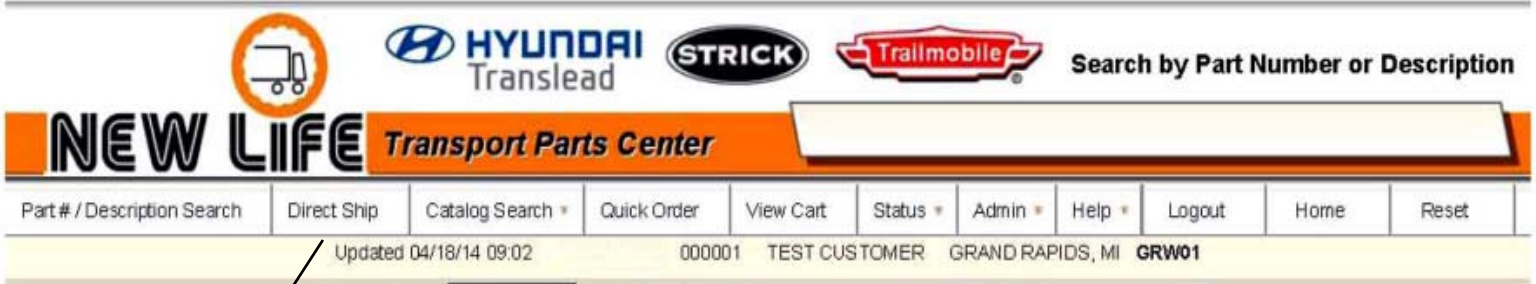 HYUNDAI
Translead
STRICK
Trailmobile
®
Search by Part Number or Description
NEW LIFE Transport Parts Center
Part # / Description Search Direct Ship Catalog Search Quick Order View Cart Status Admin Help Logout Home Reset
Updated 04/18/14 09:02 000001 TEST CUSTOMER GRAND RAPIDS, MI GRW01